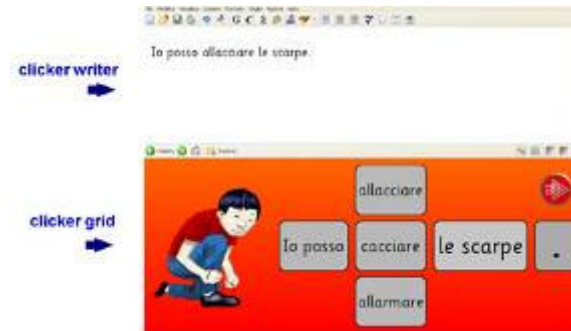 clicker writer
Io posso allacciare le scarpe.
clicker grid
allacciare
Io posso
cacciare
le scarpe
.
allarmare